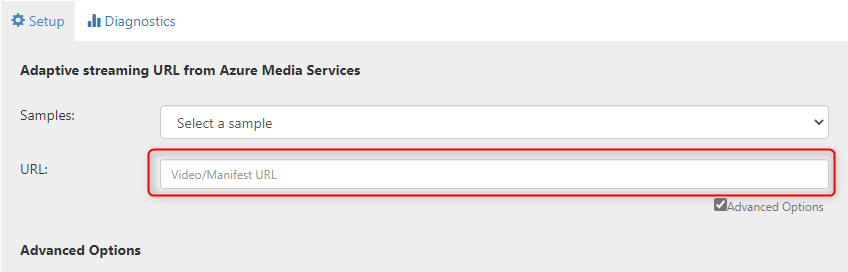 Setup
Diagnostics
Adaptive streaming URL from Azure Media Services
Samples:
Select a sample
URL:
Video/Manifest URL
Advanced Options
Advanced Options